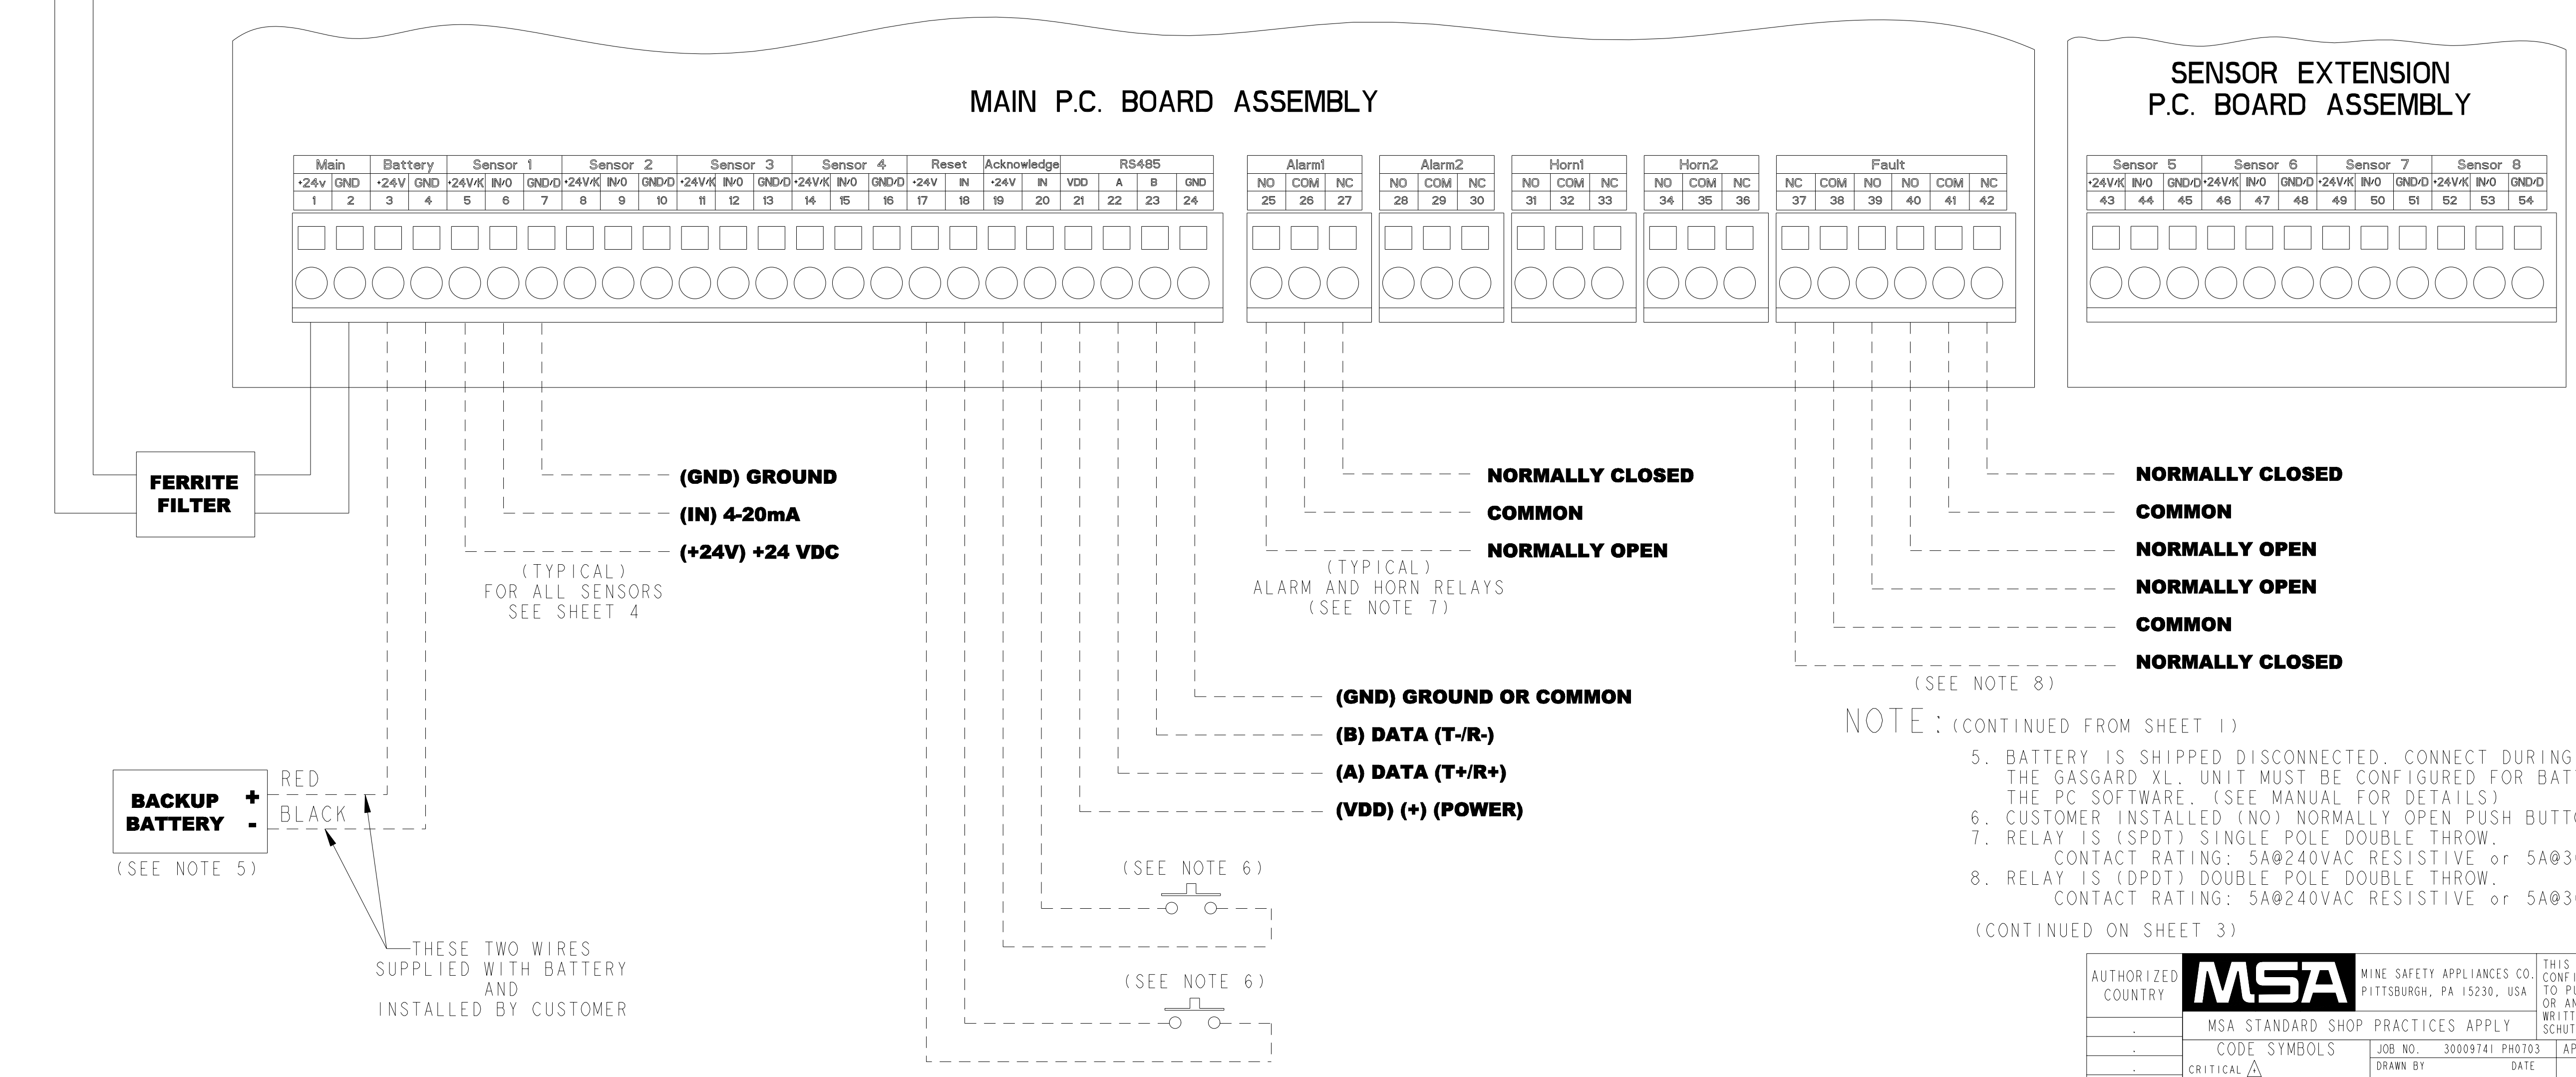 MAIN P.C. BOARD ASSEMBLY
SENSOR EXTENSION
P.C. BOARD ASSEMBLY
Main Battery Sensor 1 Sensor 2 Sensor 3 Sensor 4 Reset Acknowledge RS485
+24v GND +24V GND +24V/K IN/O GND/D +24V/K IN/O GND/D +24V/K IN/O GND/D +24V/K IN/O GND/D +24V IN +24V IN VDD A B GND
1 2 3 4 5 6 7 8 9 10 11 12 13 14 15 16 17 18 19 20 21 22 23 24
Alarm1 Alarm2 Horn1 Horn2 Fault
NO COM NC NO COM NC NO COM NC NO COM NC NC COM NO NO COM NC
25 26 27 28 29 30 31 32 33 34 35 36 37 38 39 40 41 42
Sensor 5 Sensor 6 Sensor 7 Sensor 8
+24V/K IN/O GND/D +24V/K IN/O GND/D +24V/K IN/O GND/D +24V/K IN/O GND/D
43 44 45 46 47 48 49 50 51 52 53 54
FERRITE
FILTER
(GND) GROUND
(IN) 4-20mA
(+24V) +24 VDC
(TYPICAL)
FOR ALL SENSORS
SEE SHEET 4
NORMALLY CLOSED
COMMON
NORMALLY OPEN
(TYPICAL)
ALARM AND HORN RELAYS
(SEE NOTE 7)
NORMALLY CLOSED
COMMON
NORMALLY OPEN
NORMALLY OPEN
COMMON
NORMALLY CLOSED
(SEE NOTE 8)
(GND) GROUND OR COMMON
(B) DATA (T-/R-)
(A) DATA (T+/R+)
(VDD) (+) (POWER)
RED
BLACK
BACKUP +
BATTERY -
(SEE NOTE 5)
THESE TWO WIRES
SUPPLIED WITH BATTERY
AND
INSTALLED BY CUSTOMER
(SEE NOTE 6)
(SEE NOTE 6)
NOTE: (CONTINUED FROM SHEET 1)
5. BATTERY IS SHIPPED DISCONNECTED. CONNECT DURING
THE GASGARD XL. UNIT MUST BE CONFIGURED FOR
THE PC SOFTWARE. (SEE MANUAL FOR DETAILS)
6. CUSTOMER INSTALLED (NO) NORMALLY OPEN PUSH
7. RELAY IS (SPDT) SINGLE POLE DOUBLE THROW.
CONTACT RATING: 5A@240VAC RESISTIVE or
8. RELAY IS (DPDT) DOUBLE POLE DOUBLE THROW.
CONTACT RATING: 5A@240VAC RESISTIVE or
(CONTINUED ON SHEET 3)
AUTHORIZED
COUNTRY
MSA
MINE SAFETY APPLIANCES CO.
PITTSBURGH, PA 15230, USA
THIS
TO
MSA STANDARD SHOP PRACTICES APPLY
CODE SYMBOLS
CRITICAL
JOB NO. 30009741 PH0703
DRAWN BY DATE